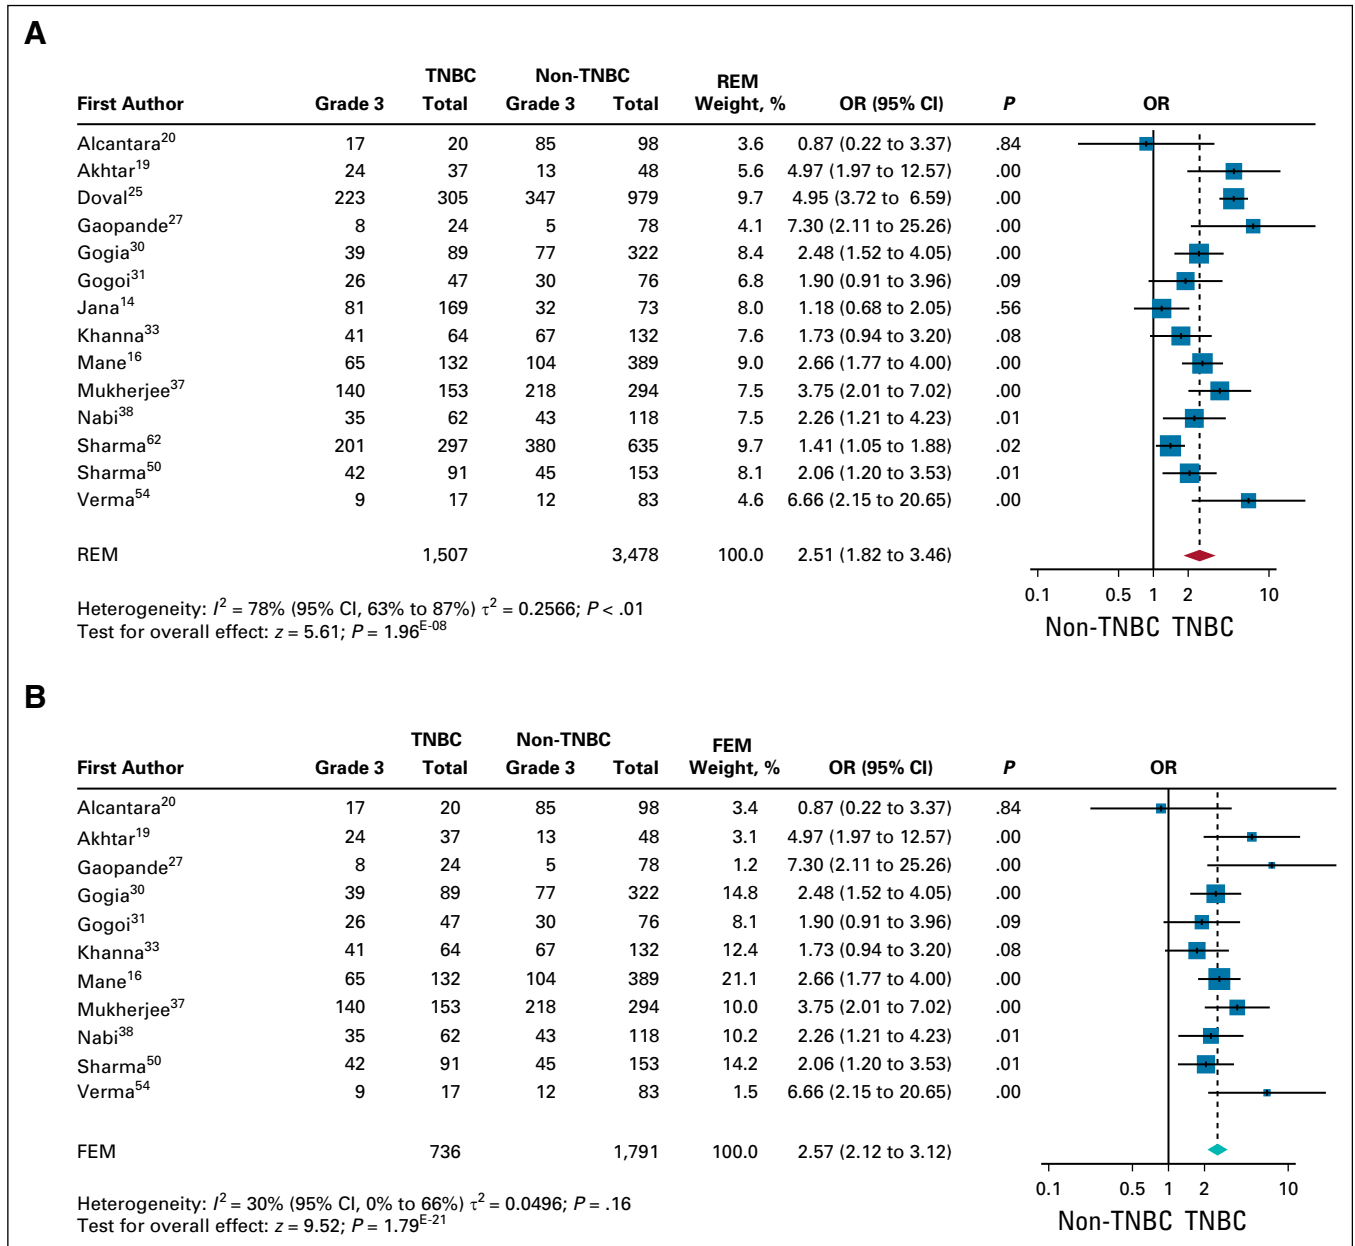 A
TNBC Non-TNBC REM
First Author Grade 3 Total Grade 3 Total Weight, % OR (95% CI) P OR
Alcantara20 17 20 85 98 3.6 0.87 (0.22 to 3.37) .84
Akhtar19 24 37 13 48 5.6 4.97 (1.97 to 12.57) .00
Doval25 223 305 347 979 9.7 4.95 (3.72 to 6.59) .00
Gaopande27 8 24 5 78 4.1 7.30 (2.11 to 25.26) .00
Gogia30 39 89 77 322 8.4 2.48 (1.52 to 4.05) .00
Gogoi31 26 47 30 76 6.8 1.90 (0.91 to 3.96) .09
Jana14 81 169 32 73 8.0 1.18 (0.68 to 2.05) .56
Khanna33 41 64 67 132 7.6 1.73 (0.94 to 3.20) .08
Mane16 65 132 104 389 9.0 2.66 (1.77 to 4.00) .00
Mukherjee37 140 153 218 294 7.5 3.75 (2.01 to 7.02) .00
Nabi38 35 62 43 118 7.5 2.26 (1.21 to 4.23) .01
Sharma62 201 297 380 635 9.7 1.41 (1.05 to 1.88) .02
Sharma50 42 91 45 153 8.1 2.06 (1.20 to 3.53) .01
Verma54 9 17 12 83 4.6 6.66 (2.15 to 20.65) .00
REM 1,507 3,478 100.0 2.51 (1.82 to 3.46)
0.1 0.5 1 2 10
Non-TNBC TNBC
Heterogeneity: I2 = 78% (95% CI, 63% to 87%) τ2 = 0.2566; P < .01
Test for overall effect: z = 5.61; P = 1.96E-08
B
TNBC Non-TNBC FEM
First Author Grade 3 Total Grade 3 Total Weight, % OR (95% CI) P OR
Alcantara20 17 20 85 98 3.4 0.87 (0.22 to 3.37) .84
Akhtar19 24 37 13 48 3.1 4.97 (1.97 to 12.57) .00
Gaopande27 8 24 5 78 1.2 7.30 (2.11 to 25.26) .00
Gogia30 39 89 77 322 14.8 2.48 (1.52 to 4.05) .00
Gogoi31 26 47 30 76 8.1 1.90 (0.91 to 3.96) .09
Khanna33 41 64 67 132 12.4 1.73 (0.94 to 3.20) .08
Mane16 65 132 104 389 21.1 2.66 (1.77 to 4.00) .00
Mukherjee37 140 153 218 294 10.0 3.75 (2.01 to 7.02) .00
Nabi38 35 62 43 118 10.2 2.26 (1.21 to 4.23) .01
Sharma50 42 91 45 153 14.2 2.06 (1.20 to 3.53) .01
Verma54 9 17 12 83 1.5 6.66 (2.15 to 20.65) .00
FEM 736 1,791 100.0 2.57 (2.12 to 3.12)
0.1 0.5 1 2 10
Non-TNBC TNBC
Heterogeneity: I2 = 30% (95% CI, 0% to 66%) τ2 = 0.0496; P = .16
Test for overall effect: z = 9.52; P = 1.79E-21